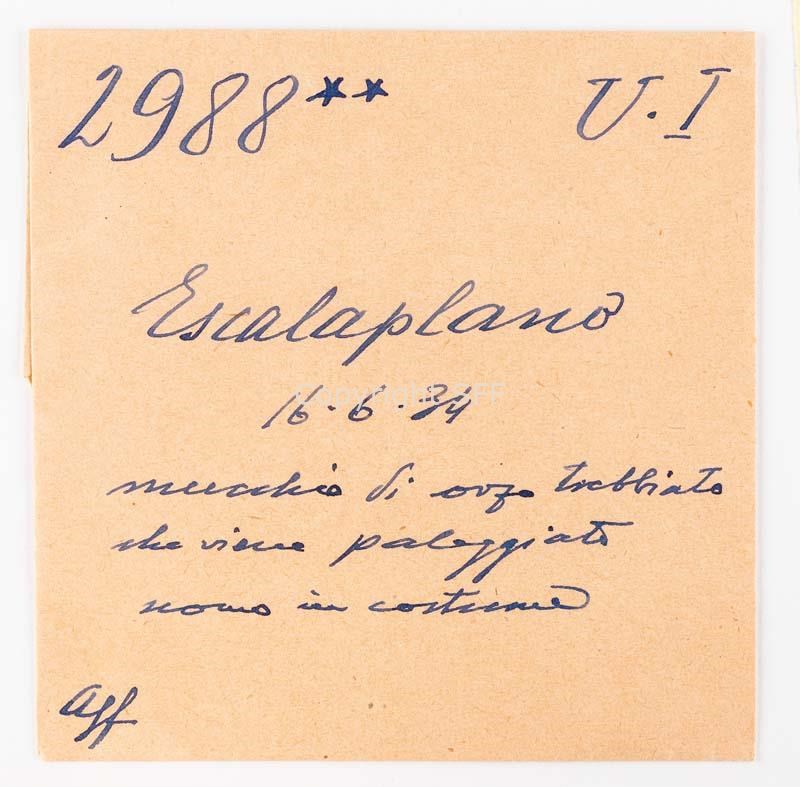 2988** U.I
Escalaplano
16.6.34
mucchio di orzo trebbiato
che viene paleggiato
uomo in costume
aff